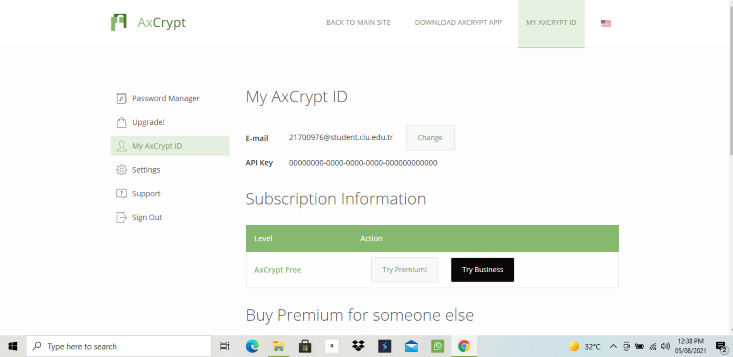 AxCrypt
BACK TO MAIN SITE
DOWNLOAD AXCRYPT APP
MY AXCRYPT ID
Password Manager
Upgrade!
My AxCrypt ID
Settings
Support
Sign Out
My AxCrypt ID
E-mail 21700976@student.ciu.edu.tr Change
API Key 00000000-0000-0000-0000-000000000000
Subscription Information
Level Action
AxCrypt Free Try Premium! Try Business
Buy Premium for someone else
Type here to search
32°C
12:38 PM
05/08/2021
2